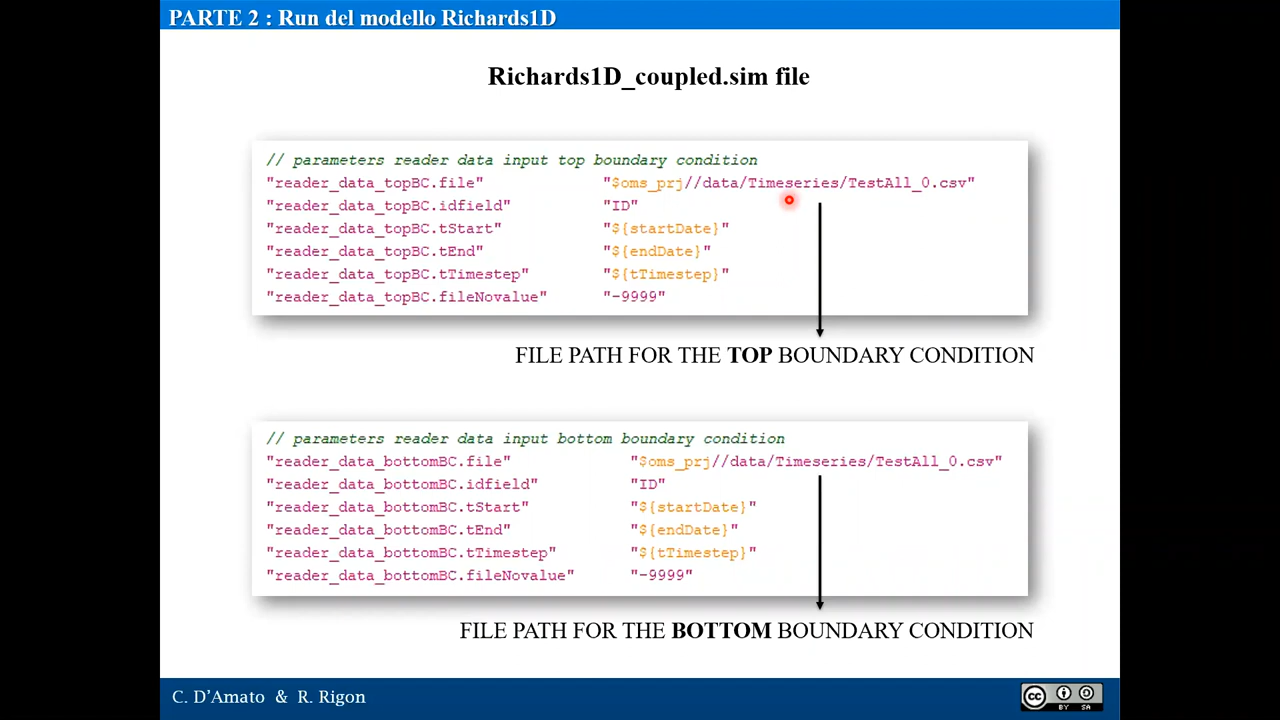 PARTE 2 : Run del modello Richards1D
Richards1D_coupled.sim file
// parameters reader data input top boundary condition
"reader_data_topBC.file" "$oms_prj//data/Timeseries/TestAll_0.csv"
"reader_data_topBC.idfield" "ID"
"reader_data_topBC.tStart" "${startDate}"
"reader_data_topBC.tEnd" "${endDate}"
"reader_data_topBC.tTimestep" "${tTimestep}"
"reader_data_topBC.fileNovalue" "-9999"
FILE PATH FOR THE TOP BOUNDARY CONDITION
// parameters reader data input bottom boundary condition
"reader_data_bottomBC.file" "$oms_prj//data/Timeseries/TestAll_0.csv"
"reader_data_bottomBC.idfield" "ID"
"reader_data_bottomBC.tStart" "${startDate}"
"reader_data_bottomBC.tEnd" "${endDate}"
"reader_data_bottomBC.tTimestep" "${tTimestep}"
"reader_data_bottomBC.fileNovalue" "-9999"
FILE PATH FOR THE BOTTOM BOUNDARY CONDITION
C. D'Amato & R. Rigon
cc BY SA